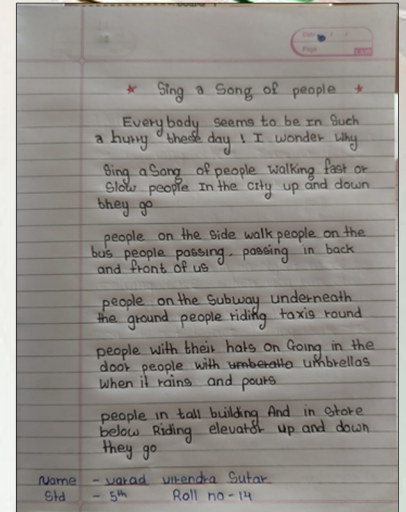 Date
Page
★ Sing a Song of people ★
Everybody seems to be in Such
a hurry these day ! I wonder Why
Sing a Song of people walking fast or
slow people In the city up and down
they go
people on the side walk people on the
bus people passing. passing in back
and front of us
people on the Subway underneath
the ground people riding taxis round
people with their hats on Going in the
door people with umberalla umbrellas
when it rains and pours
people in tall building And in Store
below Riding elevator up and down
they go
Name - varad virendra Sutar
Std - 5th Roll no - 14